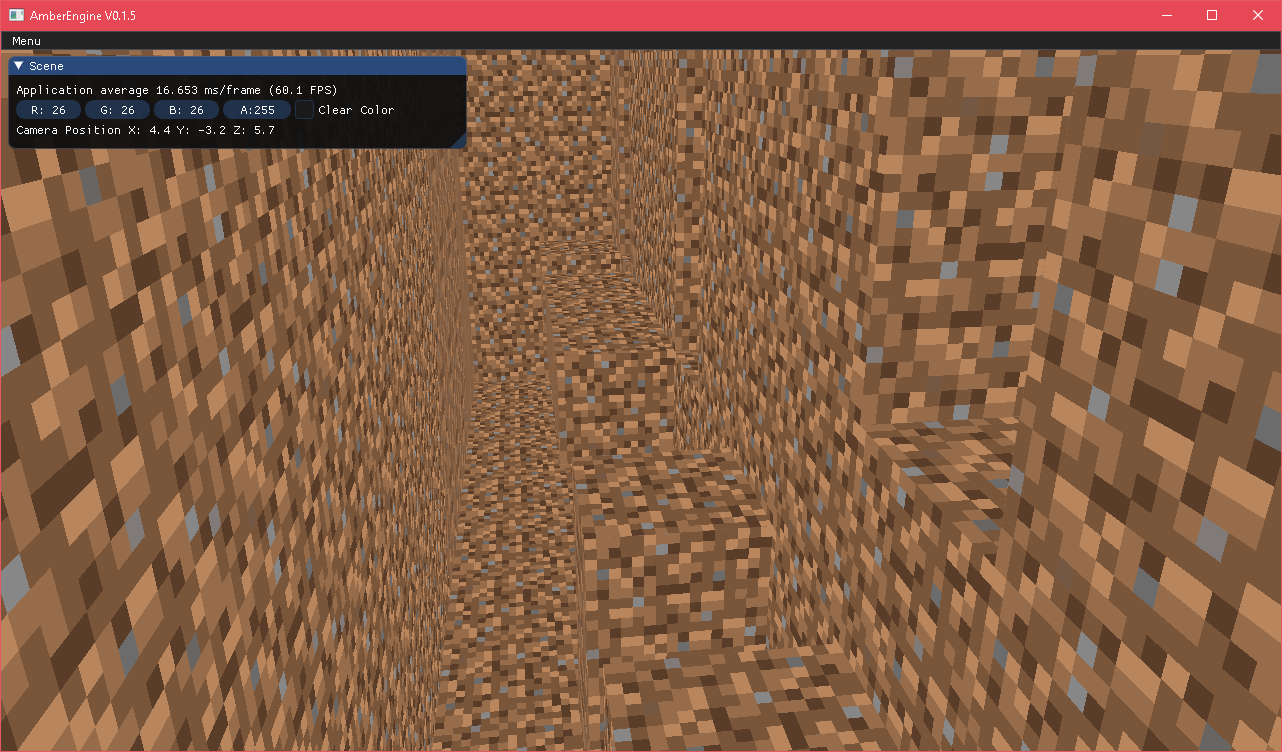 AmberEngine V0.1.5
Menu
Scene
Application average 16.653 ms/frame (60.1 FPS)
R: 26 G: 26 B: 26 A:255 Clear Color
Camera Position X: 4.4 Y: -3.2 Z: 5.7